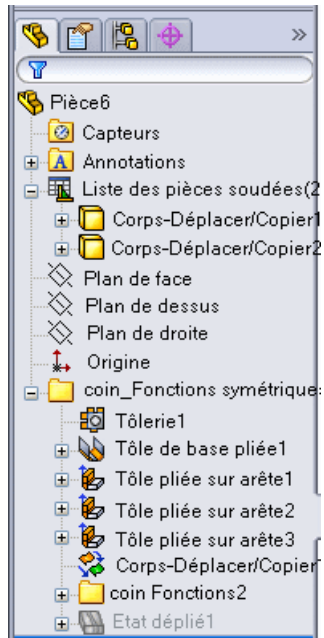 Pièce6
Capteurs
Annotations
Liste des pièces soudées(2
Corps-Déplacer/Copier1
Corps-Déplacer/Copier2
Plan de face
Plan de dessus
Plan de droite
Origine
coin_Fonctions symétrique
Tôlerie1
Tôle de base pliée1
Tôle pliée sur arête1
Tôle pliée sur arête2
Tôle pliée sur arête3
Corps-Déplacer/Copier
coin Fonctions2
Etat déplié1